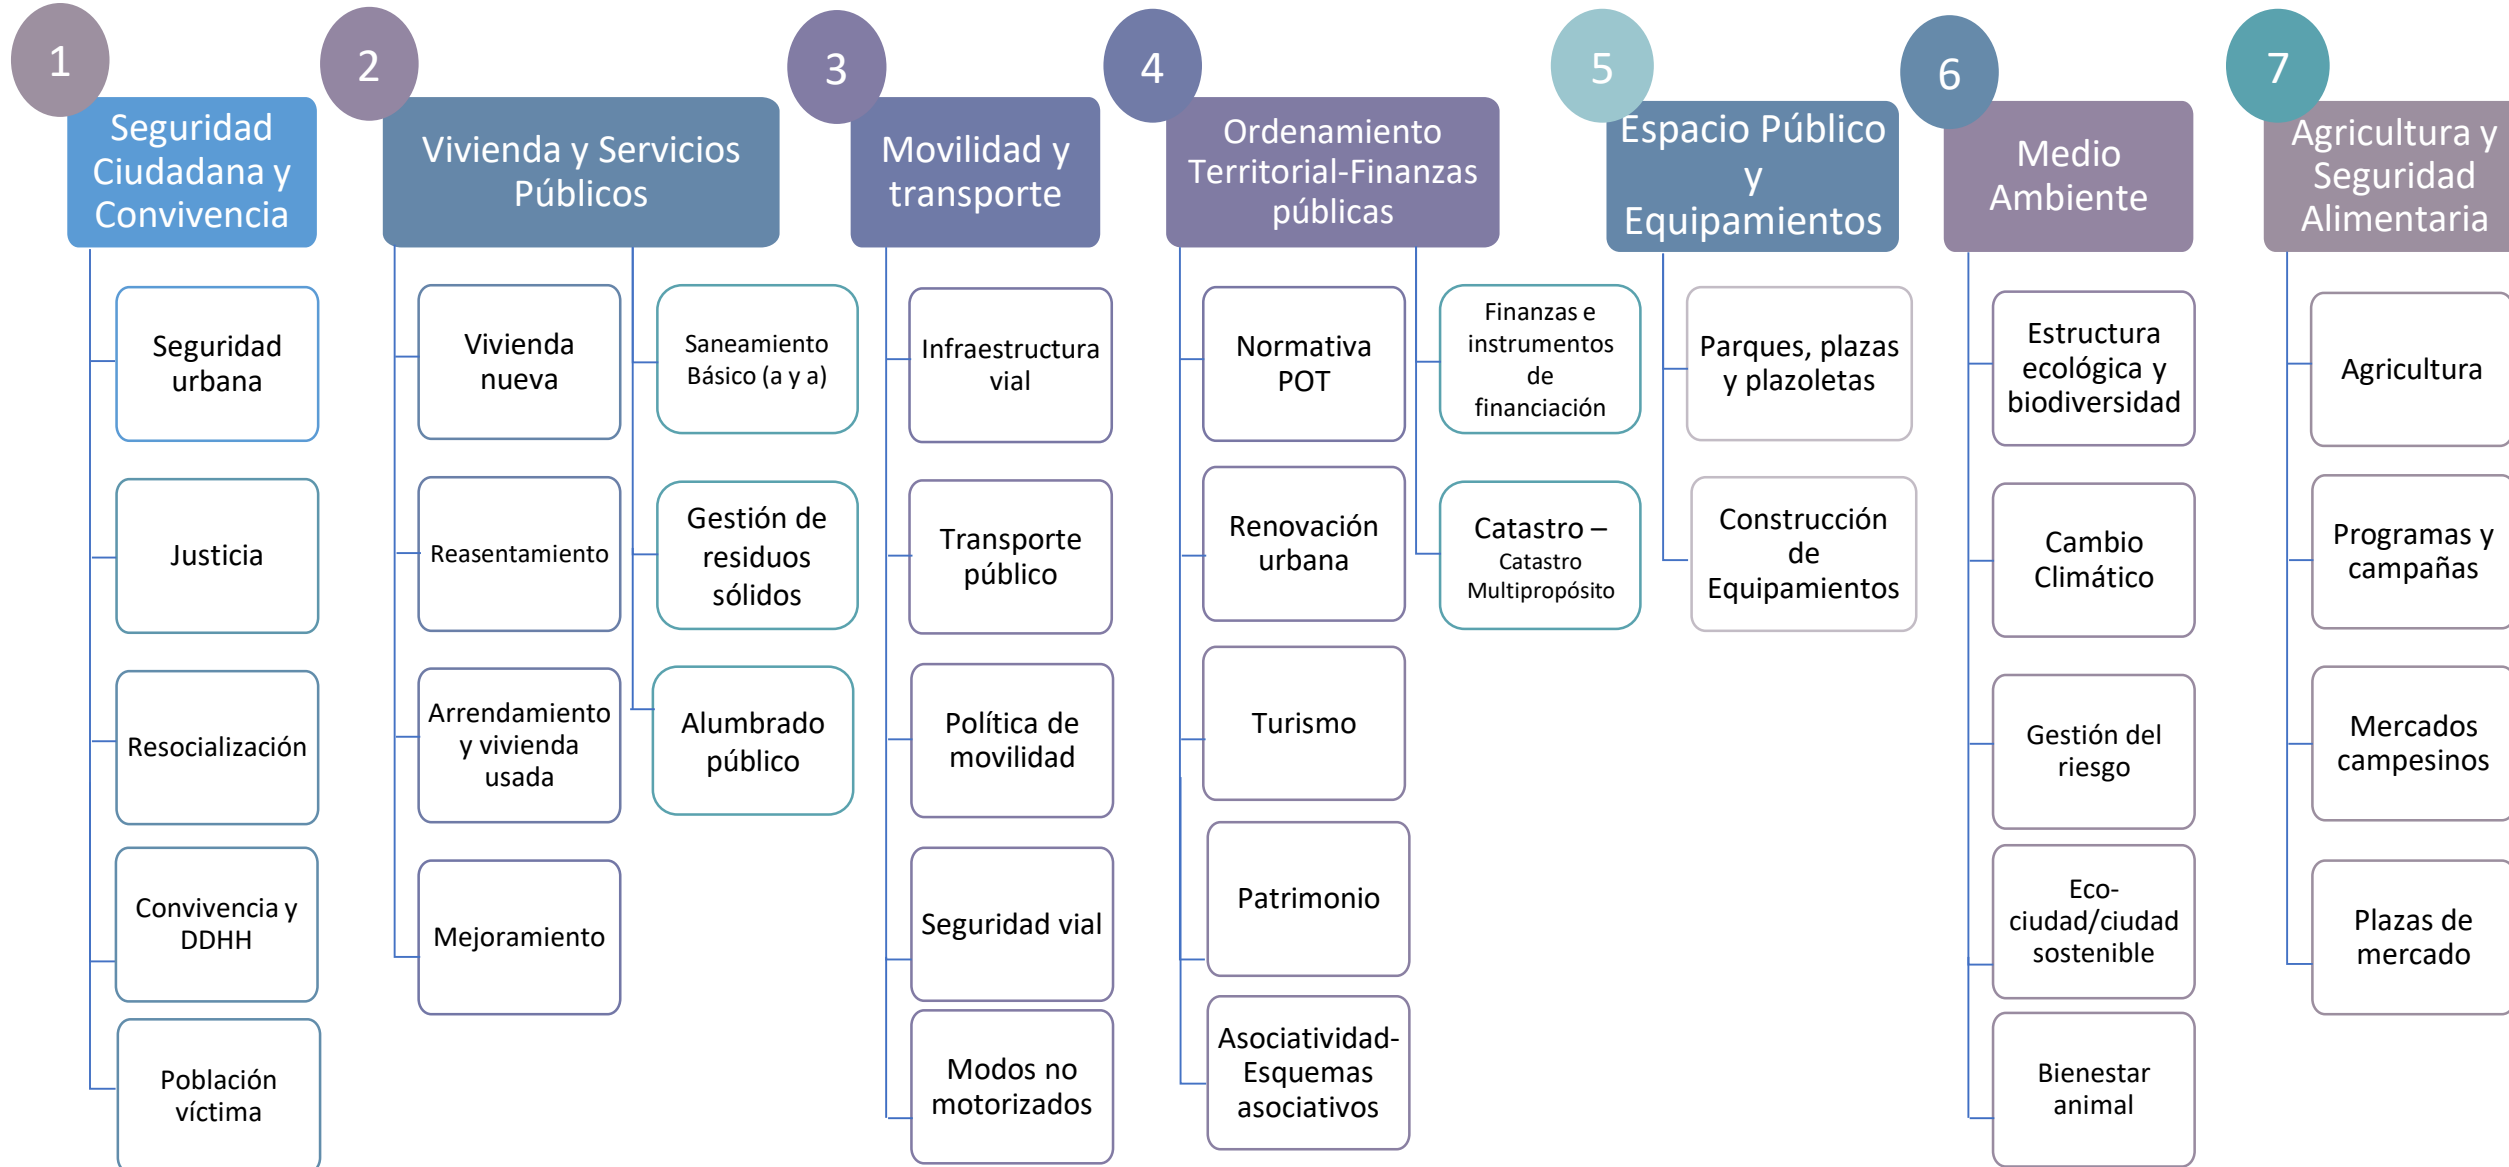 1
Seguridad
Ciudadana y
Convivencia
Seguridad
urbana
Justicia
Resocialización
Convivencia y
DDHH
Población
víctima
2
Vivienda y Servicios
Públicos
Vivienda
nueva
Reasentamiento
Arrendamiento
y vivienda
usada
Mejoramiento
Saneamiento
Básico (a y a)
Gestión de
residuos
sólidos
Alumbrado
público
3
Movilidad y
transporte
Infraestructura
vial
Transporte
público
Política de
movilidad
Seguridad vial
Modos no
motorizados
4
Ordenamiento
Territorial-Finanzas
públicas
Normativa
POT
Renovación
urbana
Turismo
Patrimonio
Asociatividad-
Esquemas
asociativos
Finanzas e
instrumentos
de
financiación
Catastro –
Catastro
Multipropósito
5
Espacio Público
y
Equipamientos
Parques, plazas
y plazoletas
Construcción
de
Equipamientos
6
Medio
Ambiente
Estructura
ecológica y
biodiversidad
Cambio
Climático
Gestión del
riesgo
Eco-
ciudad/ciudad
sostenible
Bienestar
animal
7
Agricultura y
Seguridad
Alimentaria
Agricultura
Programas y
campañas
Mercados
campesinos
Plazas de
mercado